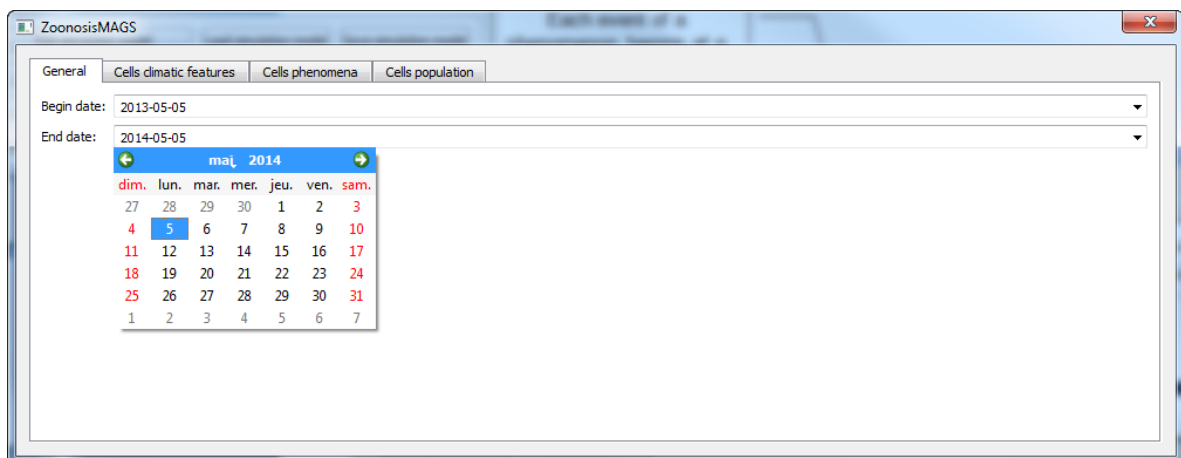 ZoonosisMAGS
Each event of a
General Cells climatic features Cells phenomena Cells population
Begin date: 2013-05-05
End date: 2014-05-05
mai, 2014
dim. lun. mar. mer. jeu. ven. sam.
27 28 29 30 1 2 3
4 5 6 7 8 9 10
11 12 13 14 15 16 17
18 19 20 21 22 23 24
25 26 27 28 29 30 31
1 2 3 4 5 6 7